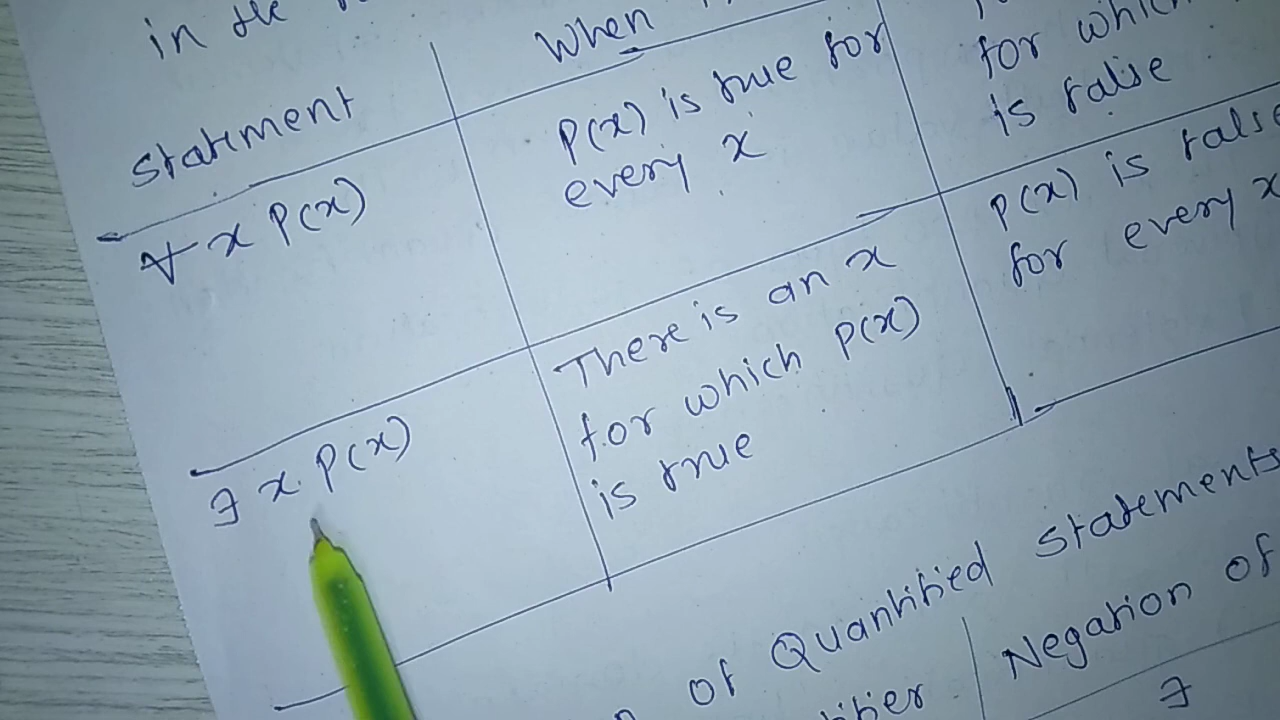 in the
Statement
When
∀ x P(x)
P(x) is true for
every x
for which
is false
∃ x P(x)
There is an x
for which P(x)
is true
P(x) is false
for every x
of Quantified Statements
Negation of
∃